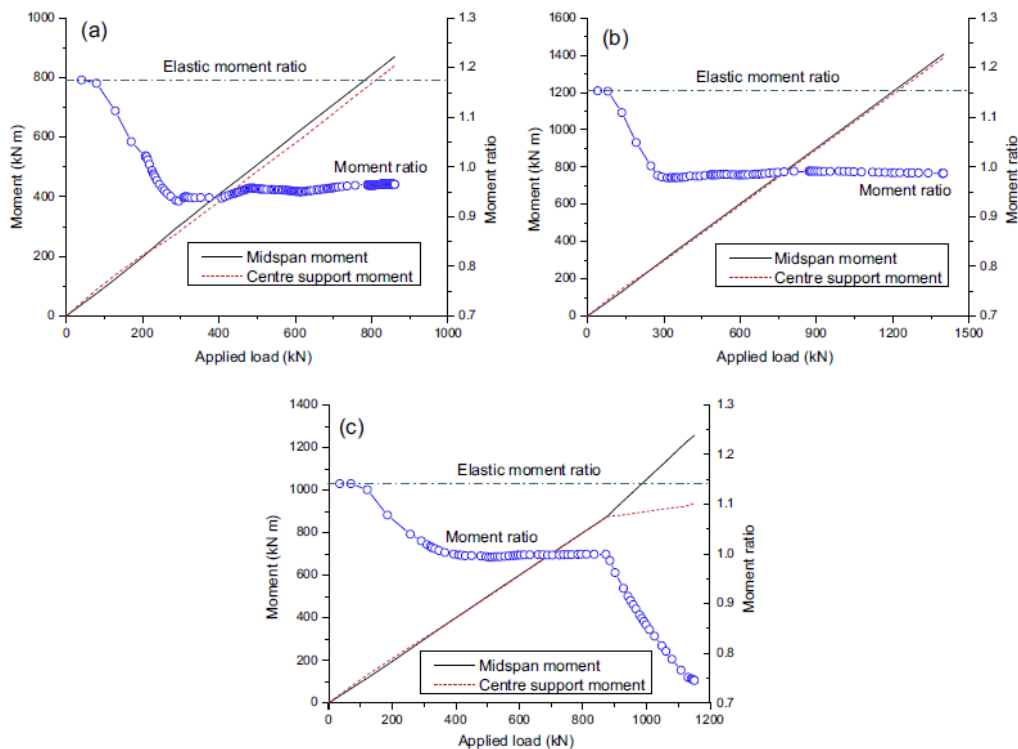 (a)
1000
800
600
400
200
0
Moment (kN m)
1.3
1.2
1.1
1.0
0.9
0.8
0.7
Moment ratio
Elastic moment ratio
Moment ratio
Midspan moment
Centre support moment
0 200 400 600 800 1000
Applied load (kN)
(b)
1600
1400
1200
1000
800
600
400
200
0
Moment (kN m)
1.3
1.2
1.1
1.0
0.9
0.8
0.7
Moment ratio
Elastic moment ratio
Moment ratio
Midspan moment
Centre support moment
0 300 600 900 1200 1500
Applied load (kN)
(c)
1400
1200
1000
800
600
400
200
0
Moment (kN m)
1.3
1.2
1.1
1.0
0.9
0.8
0.7
Moment ratio
Elastic moment ratio
Moment ratio
Midspan moment
Centre support moment
0 200 400 600 800 1000 1200
Applied load (kN)